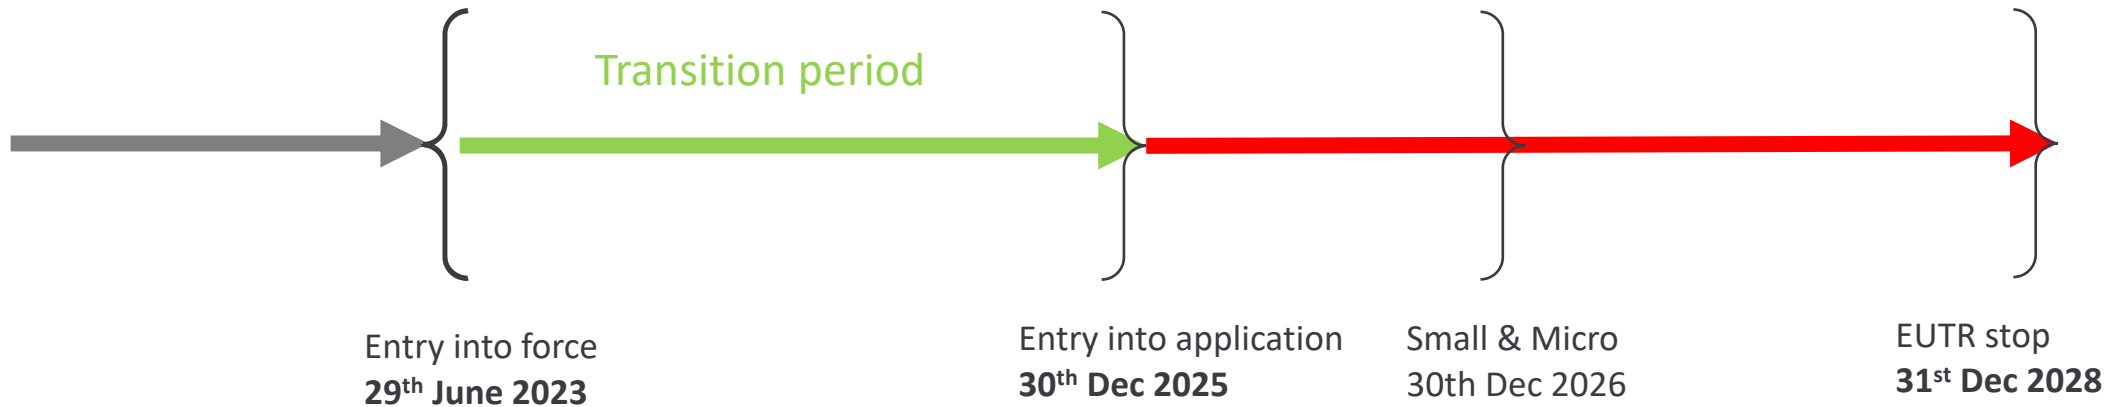 Transition period
Entry into force
29th June 2023
Entry into application
30th Dec 2025
Small & Micro
30th Dec 2026
EUTR stop
31st Dec 2028